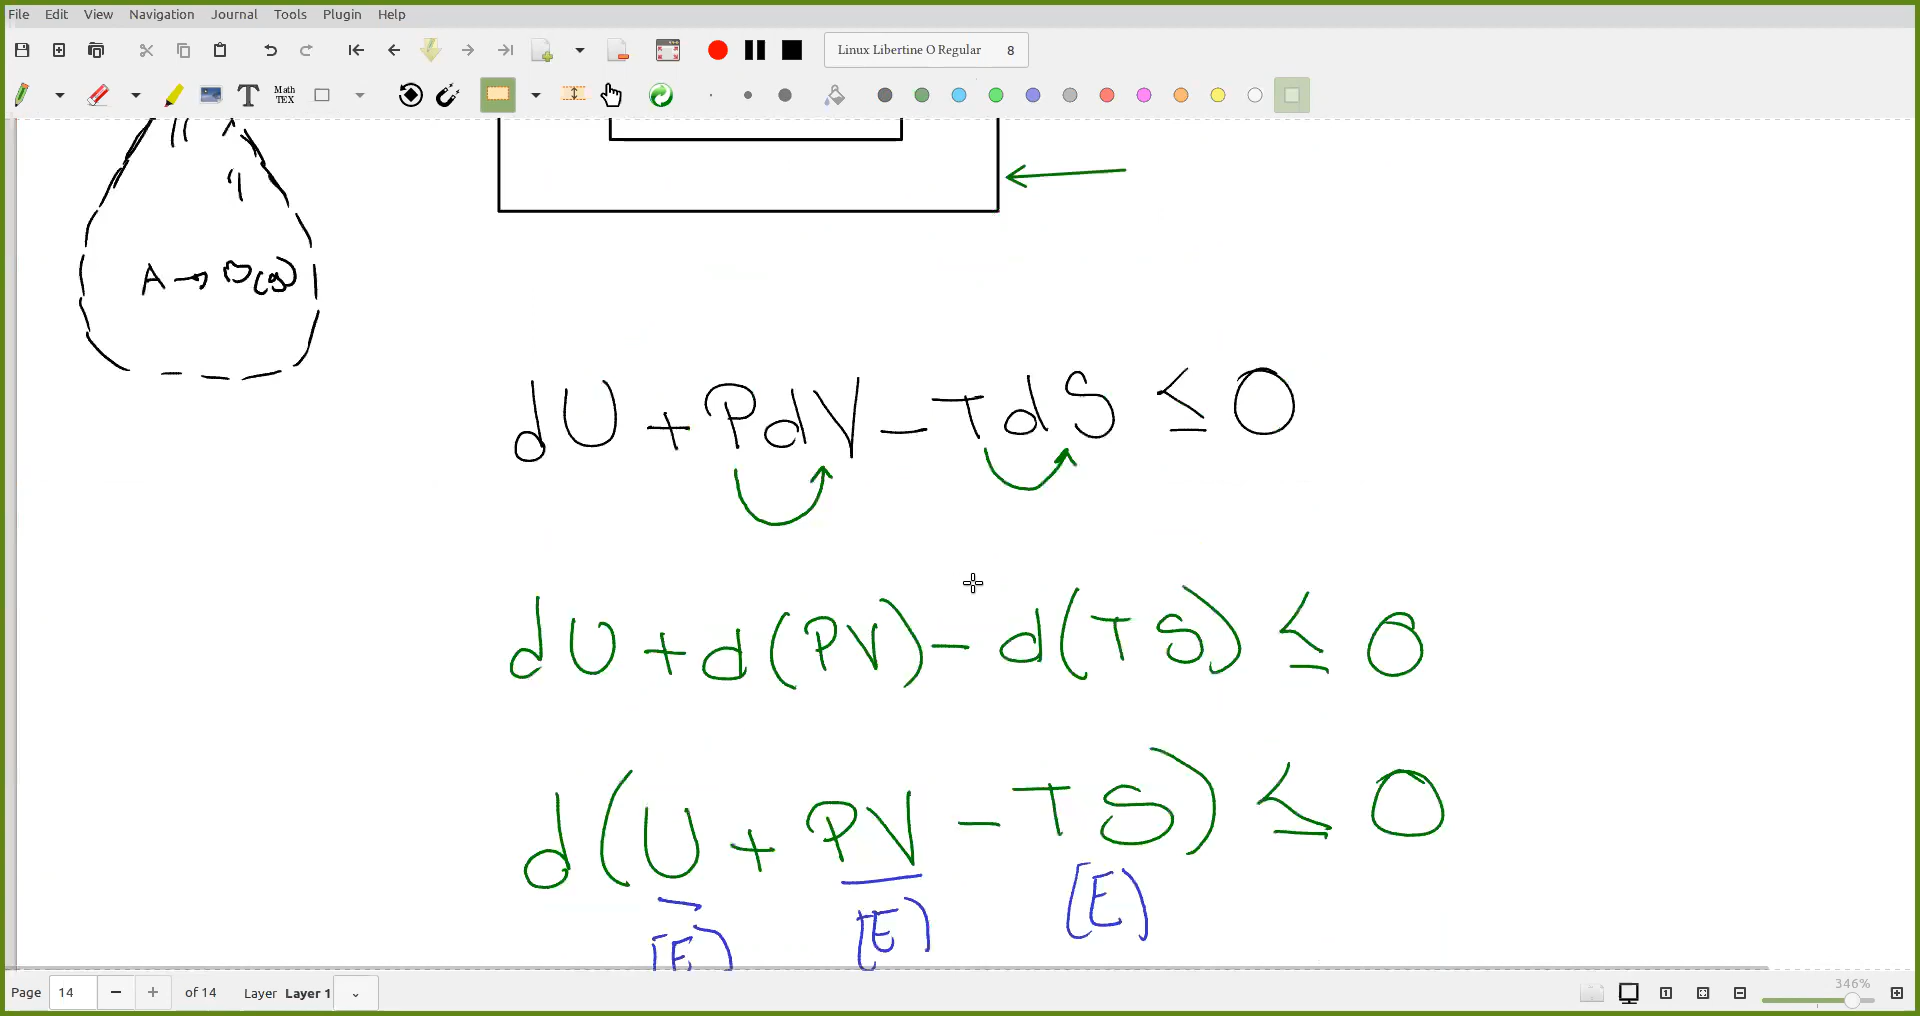 File Edit View Navigation Journal Tools Plugin Help
Linux Libertine O Regular 8
Math TEX
A → B(g)
dU + PdV - TdS ≤ 0
dU + d(PV) - d(TS) ≤ 0
d(U + PV - TS) ≤ 0
[E] [E] [E]
Page 14 of 14 Layer Layer 1 346%